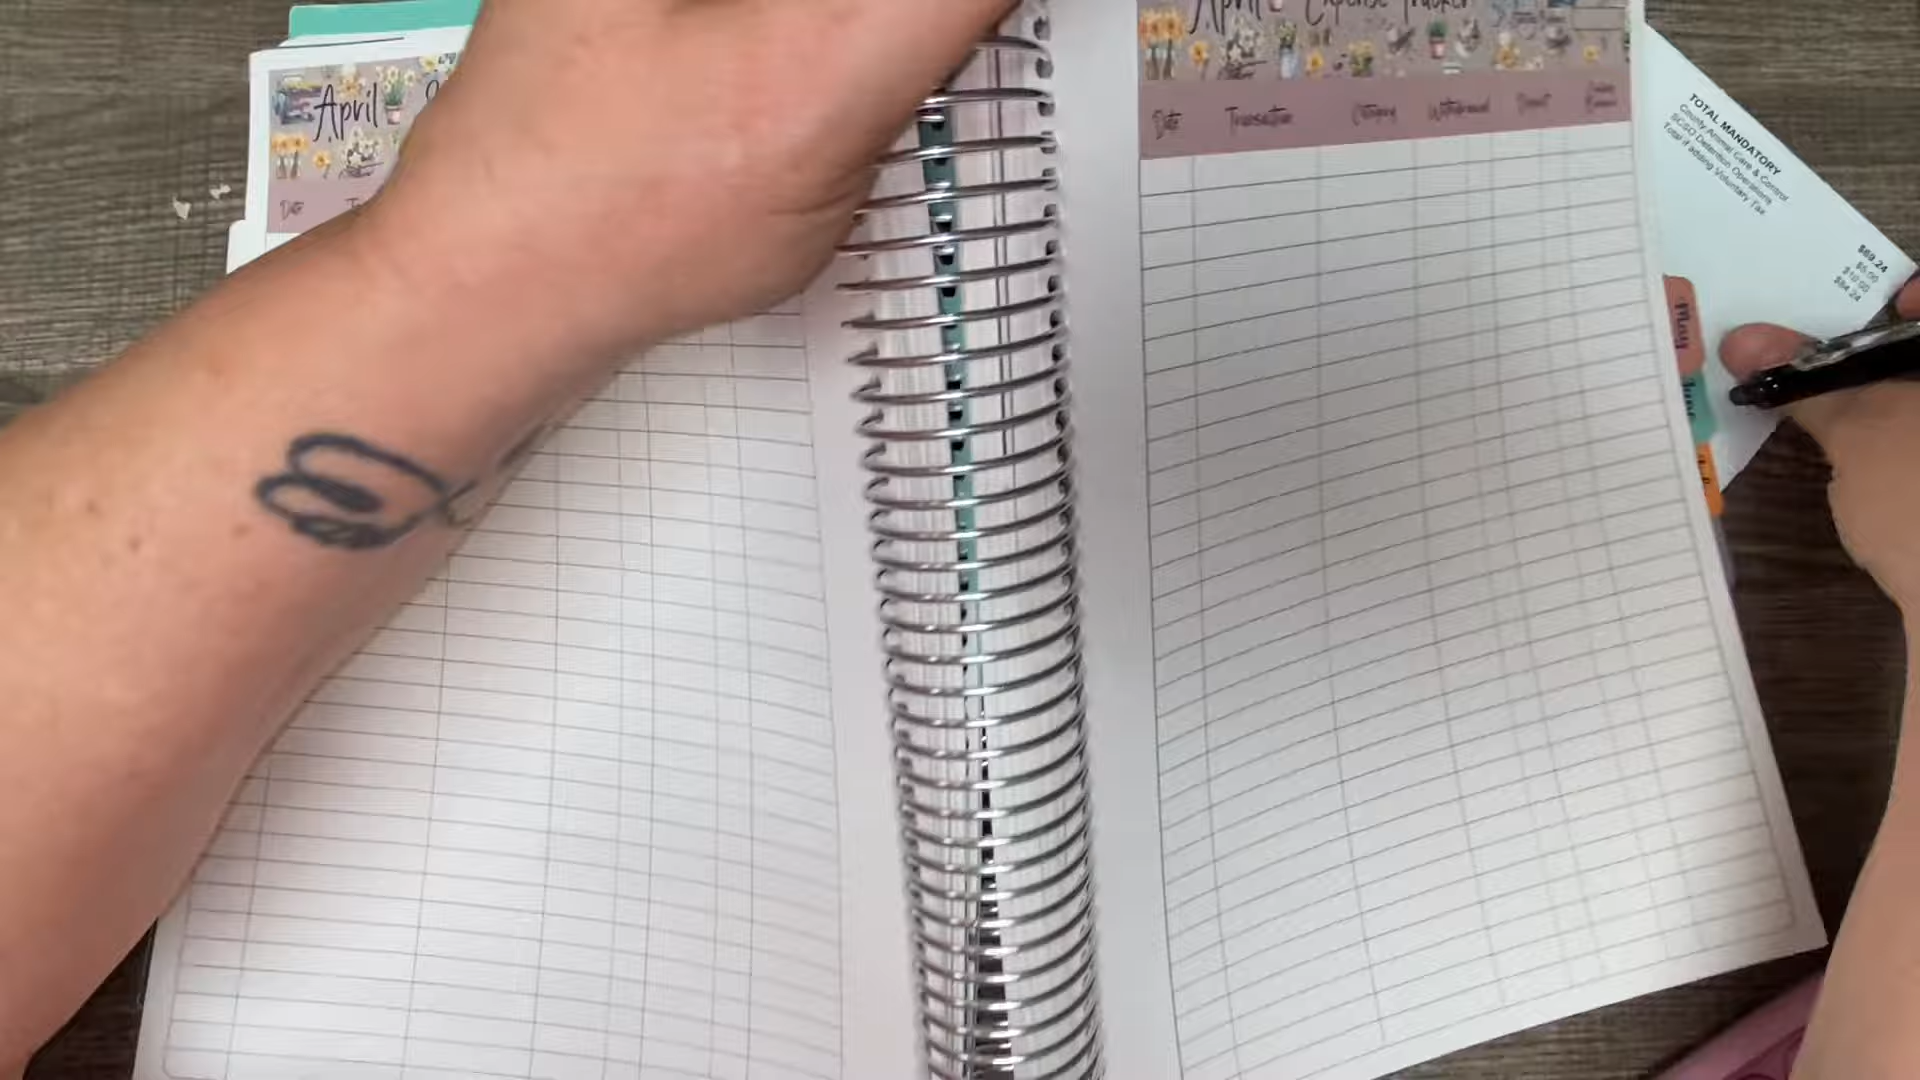 April
Date
April Expense Tracker
Date Transaction Category Withdrawal Deposit
TOTAL MANDATORY
County Animal Care & Control
SCSO Detention Operations
Total if adding Voluntary Tax
$69.24
$5.00
$10.00
$84.24
May
June